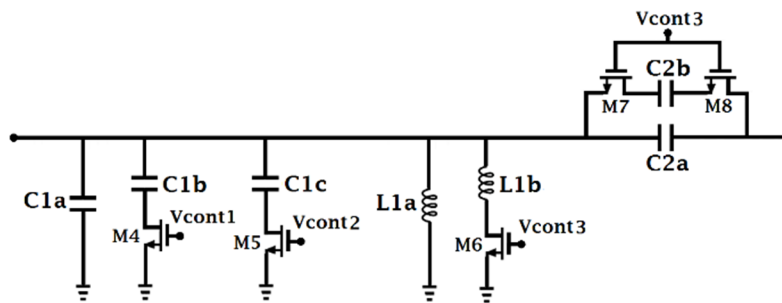 Vcont3
C2b
M7
M8
C2a
C1a
C1b
Vcont1
M4
C1c
Vcont2
M5
L1a
L1b
Vcont3
M6